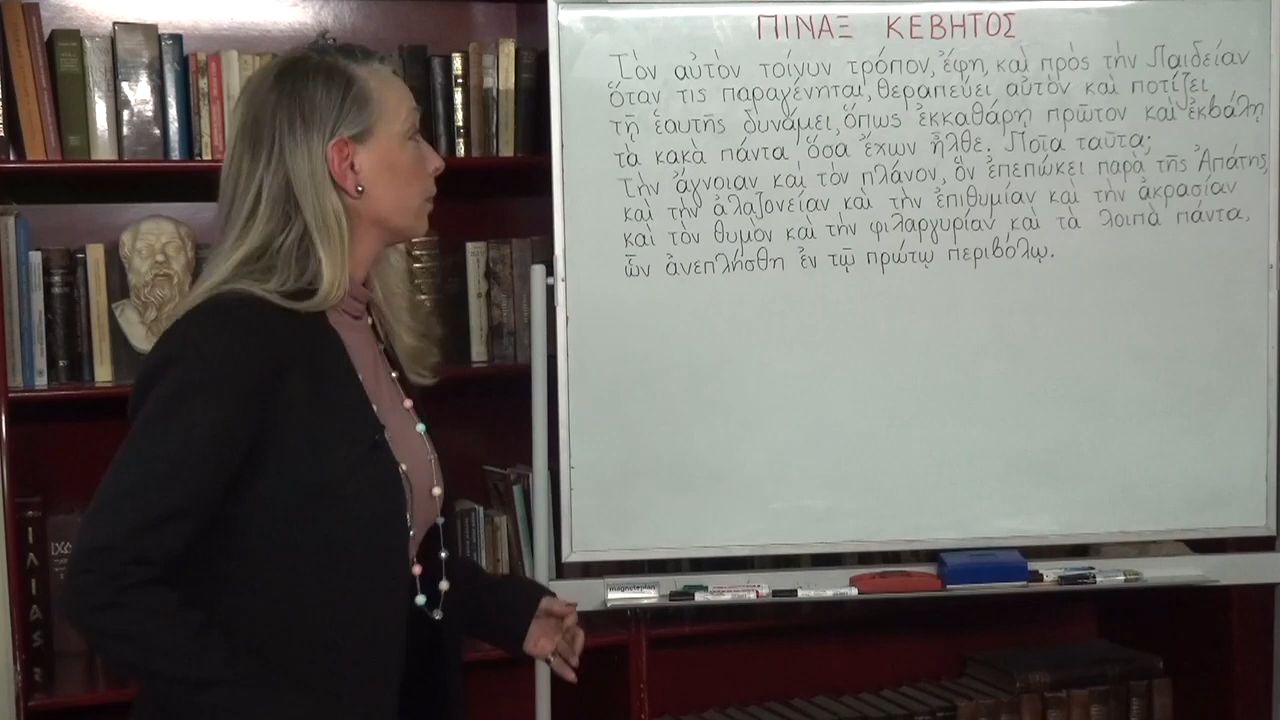 ΠΙΝΑΞ ΚΕΒΗΤΟΣ
Τὸν αὐτὸν τοίνυν τρόπον, ἔφη, καὶ πρὸς τὴν Παιδείαν
ὅταν τις παραγένηται, θεραπεύει αὐτὸν καὶ ποτίζει
τῇ ἑαυτῆς δυνάμει, ὅπως ἐκκαθάρῃ πρῶτον καὶ ἐκβάλῃ
τὰ κακὰ πάντα ὅσα ἔχων ἦλθε. Ποῖα ταῦτα;
τὴν ἄγνοιαν καὶ τὸν πλάνον, ὃν ἐπεπώκει παρὰ τῆς Ἀπάτης,
καὶ τὴν ἀλαζονείαν καὶ τὴν ἐπιθυμίαν καὶ τὴν ἀκρασίαν
καὶ τὸν θυμὸν καὶ τὴν φιλαργυρίαν καὶ τὰ λοιπὰ πάντα,
ὧν ἀνεπλήσθη ἐν τῷ πρώτῳ περιβόλῳ.
magnetoplan
ΙΛΙΑΣ